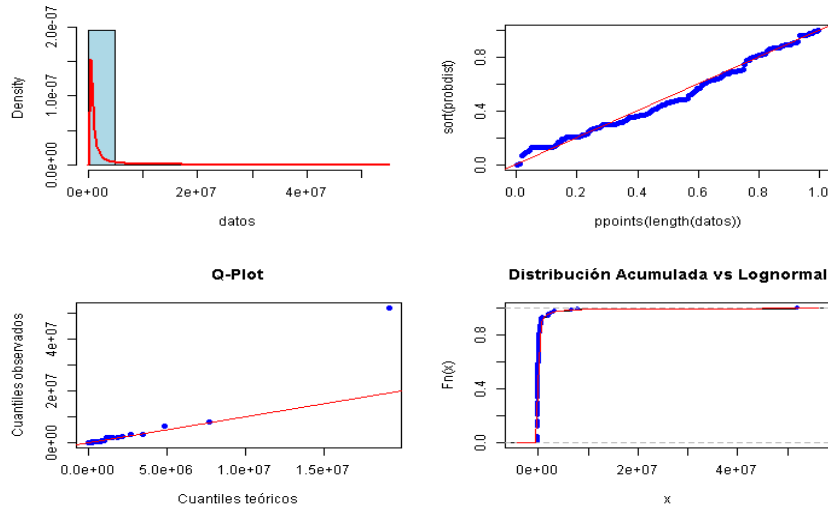 Density
0.0e+00
1.0e-07
2.0e-07
0e+00
2e+07
4e+07
datos
sort(probdist)
0.0
0.4
0.8
0.0
0.2
0.4
0.6
0.8
1.0
ppoints(length(datos))
Q-Plot
Cuantiles observados
0e+00
2e+07
4e+07
0.0e+00
5.0e+06
1.0e+07
1.5e+07
Cuantiles teóricos
Distribución Acumulada vs Lognormal
Fn(x)
0.0
0.4
0.8
0e+00
2e+07
4e+07
x